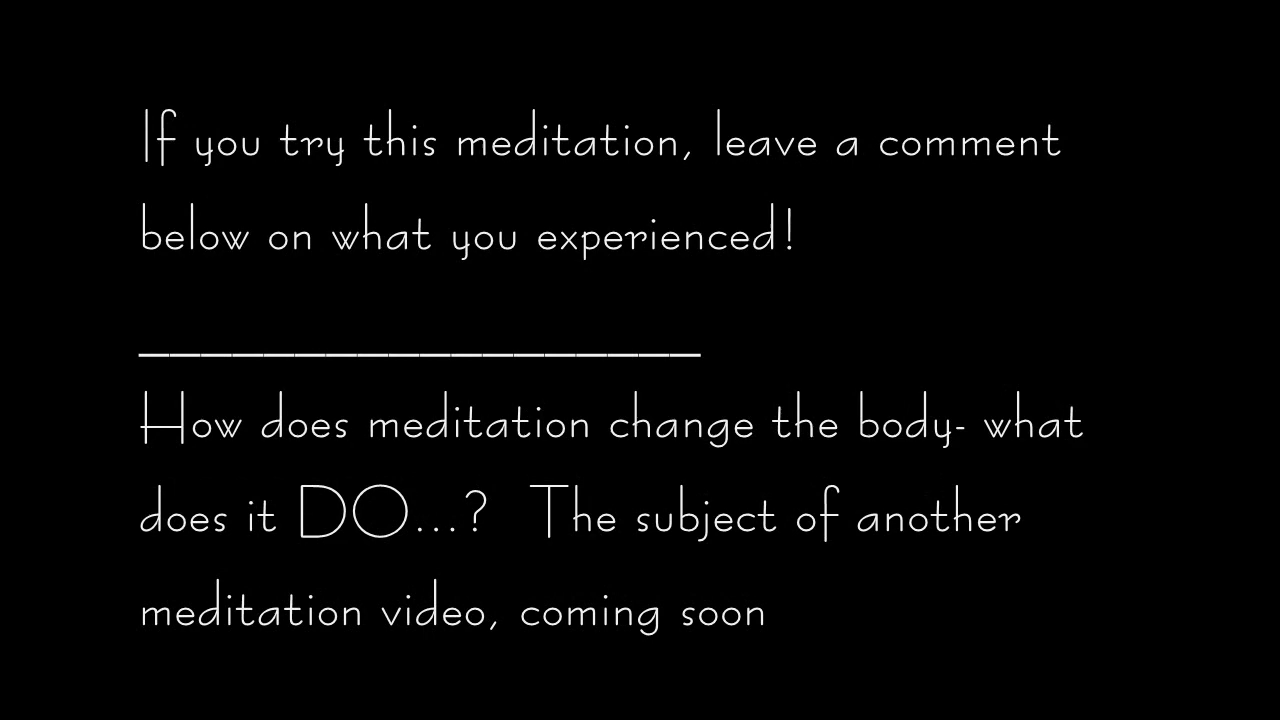 If you try this meditation, leave a comment
below on what you experienced!
__________________
How does meditation change the body- what
does it DO...?  The subject of another
meditation video, coming soon